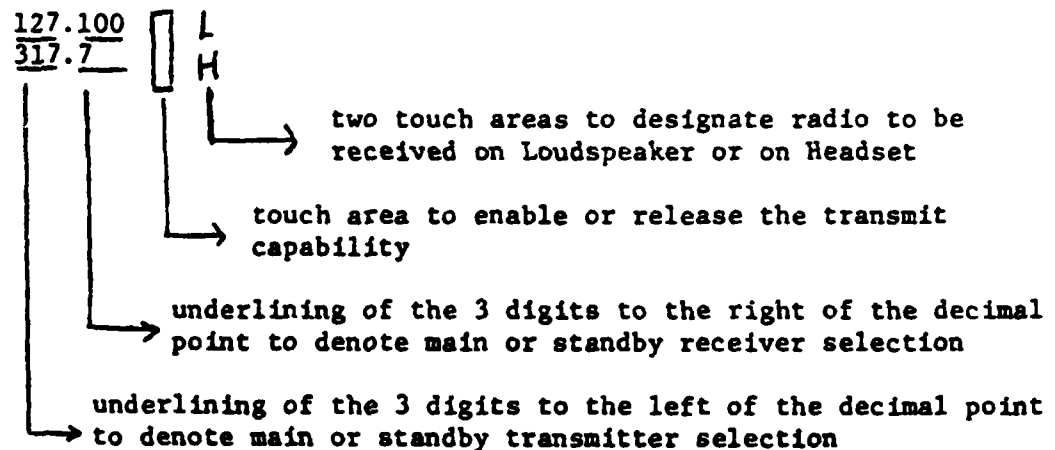 127.100 L
317.7 H
two touch areas to designate radio to be
received on Loudspeaker or on Headset
touch area to enable or release the transmit
capability
underlining of the 3 digits to the right of the decimal
point to denote main or standby receiver selection
underlining of the 3 digits to the left of the decimal point
to denote main or standby transmitter selection